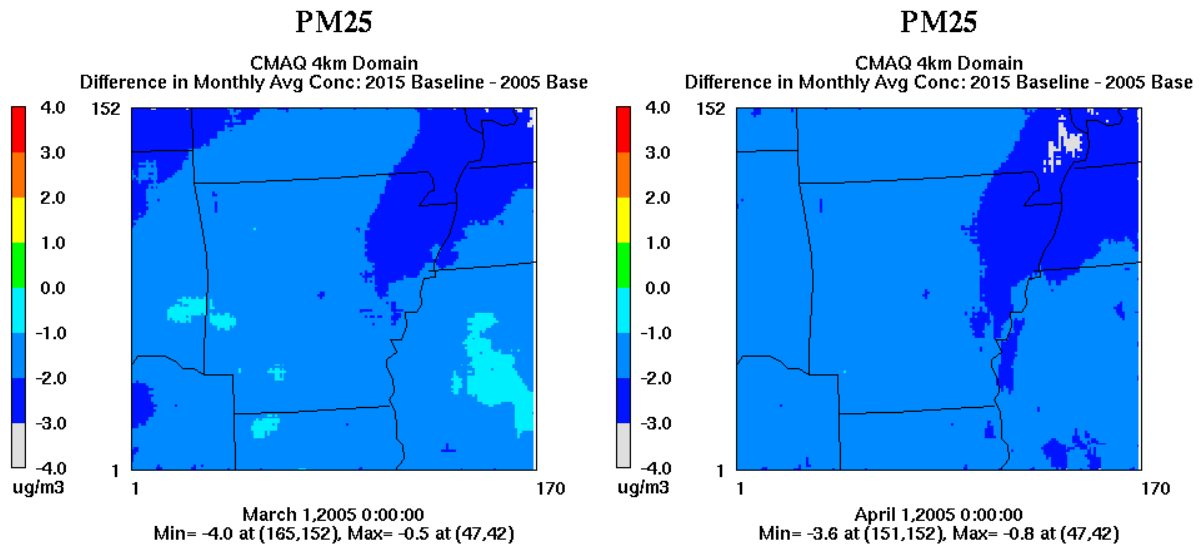 PM25
CMAQ 4km Domain
Difference in Monthly Avg Conc: 2015 Baseline - 2005 Base
4.0
3.0
2.0
1.0
0.0
-1.0
-2.0
-3.0
-4.0
ug/m3
152
1
1
170
March 1,2005 0:00:00
Min= -4.0 at (165,152), Max= -0.5 at (47,42)
PM25
CMAQ 4km Domain
Difference in Monthly Avg Conc: 2015 Baseline - 2005 Base
4.0
3.0
2.0
1.0
0.0
-1.0
-2.0
-3.0
-4.0
ug/m3
152
1
1
170
April 1,2005 0:00:00
Min= -3.6 at (151,152), Max= -0.8 at (47,42)